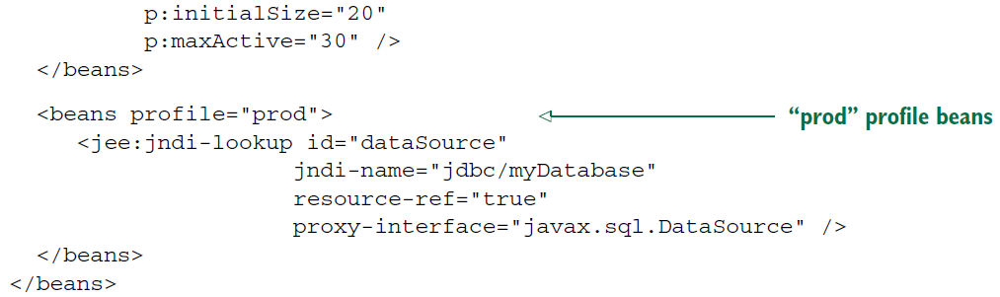 p:initialSize="20"
p:maxActive="30" />
</beans>
<beans profile="prod">
“prod” profile beans
<jee:jndi-lookup id="dataSource"
jndi-name="jdbc/myDatabase"
resource-ref="true"
proxy-interface="javax.sql.DataSource" />
</beans>
</beans>